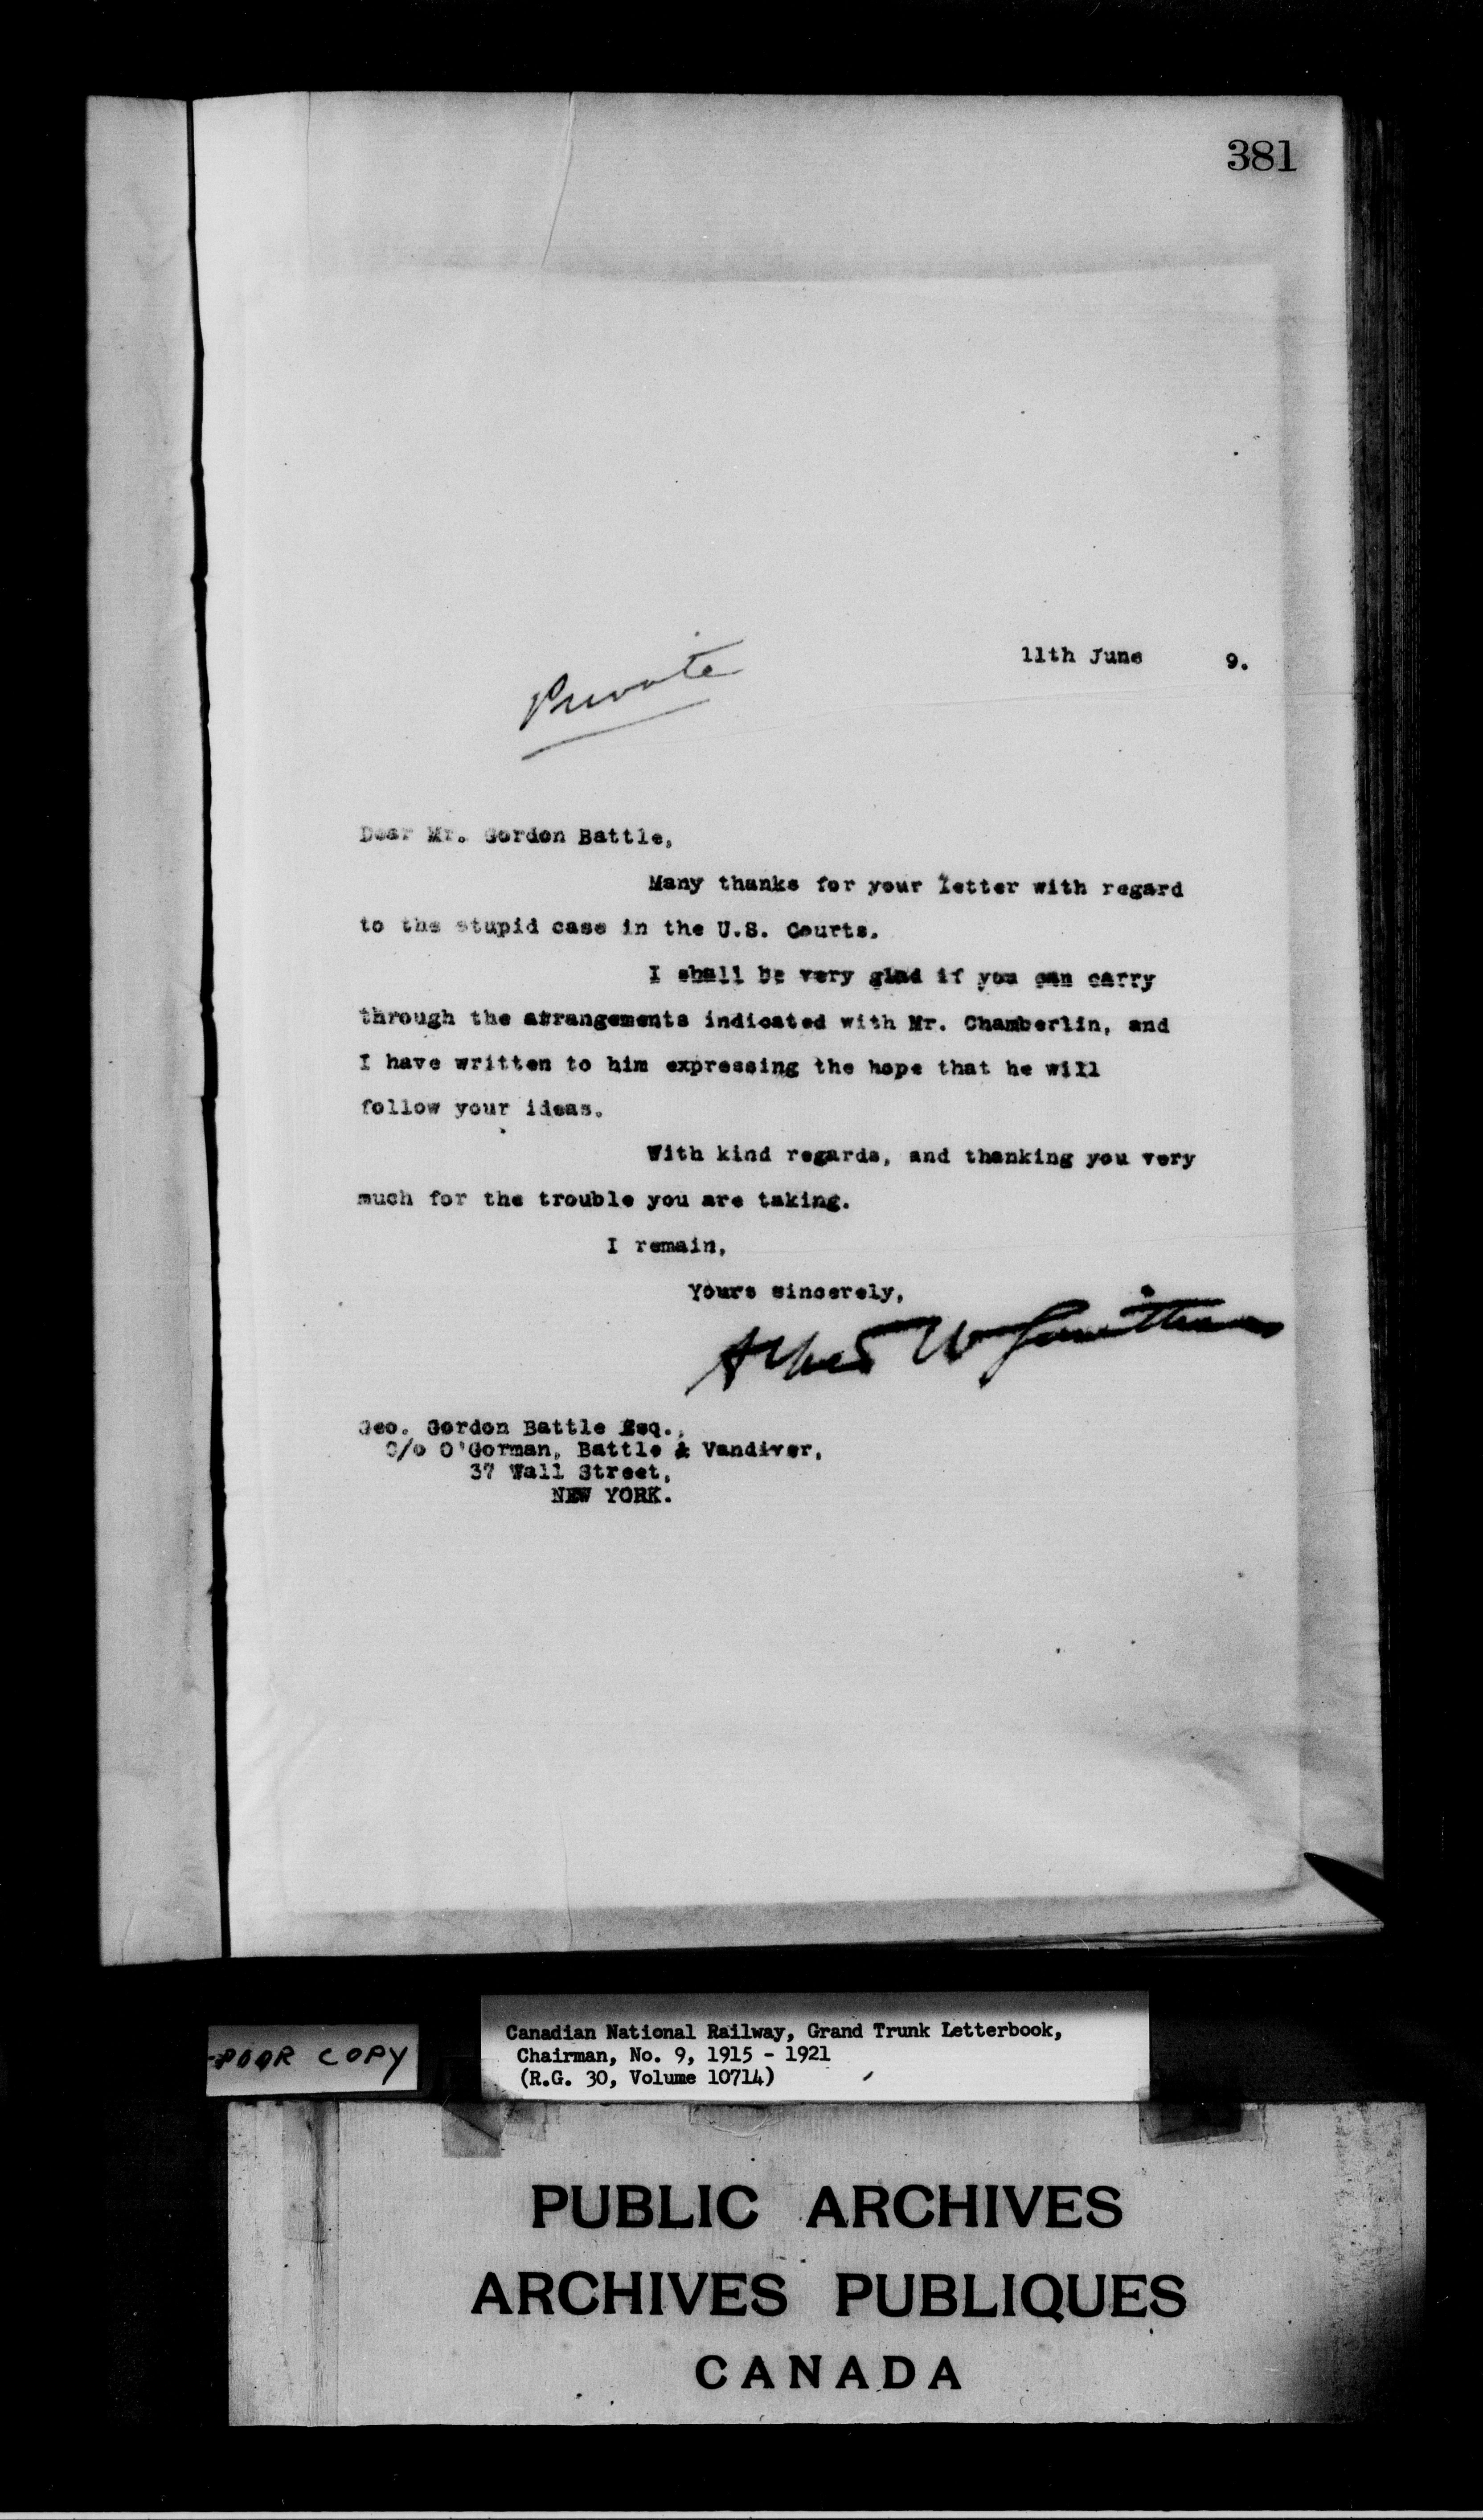 381
11th June 9.
Private
Dear Mr. Gordon Battle,
Many thanks for your letter with regard
to the stupid case in the U.S. Courts.
I shall be very glad if you can carry
through the arrangements indicated with Mr. Chamberlin, and
I have written to him expressing the hope that he will
follow your ideas.
With kind regards, and thanking you very
much for the trouble you are taking.
I remain,
Yours sincerely,
Alfred W Smithers
Geo. Gordon Battle Esq.,
C/o O'Gorman, Battle & Vandiver,
37 Wall Street,
NEW YORK.
POOR COPY
Canadian National Railway, Grand Trunk Letterbook,
Chairman, No. 9, 1915 - 1921
(R.G. 30, Volume 10714)
PUBLIC ARCHIVES
ARCHIVES PUBLIQUES
CANADA